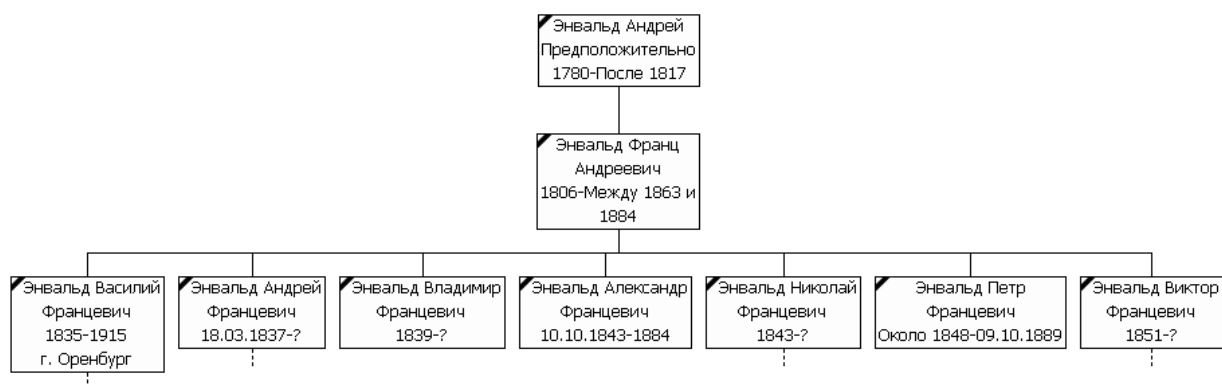 Энвальд Андрей
Предположительно
1780-После 1817
Энвальд Франц
Андреевич
1806-Между 1863 и
1884
Энвальд Василий
Францевич
1835-1915
г. Оренбург
Энвальд Андрей
Францевич
18.03.1837-?
Энвальд Владимир
Францевич
1839-?
Энвальд Александр
Францевич
10.10.1843-1884
Энвальд Николай
Францевич
1843-?
Энвальд Петр
Францевич
Около 1848-09.10.1889
Энвальд Виктор
Францевич
1851-?